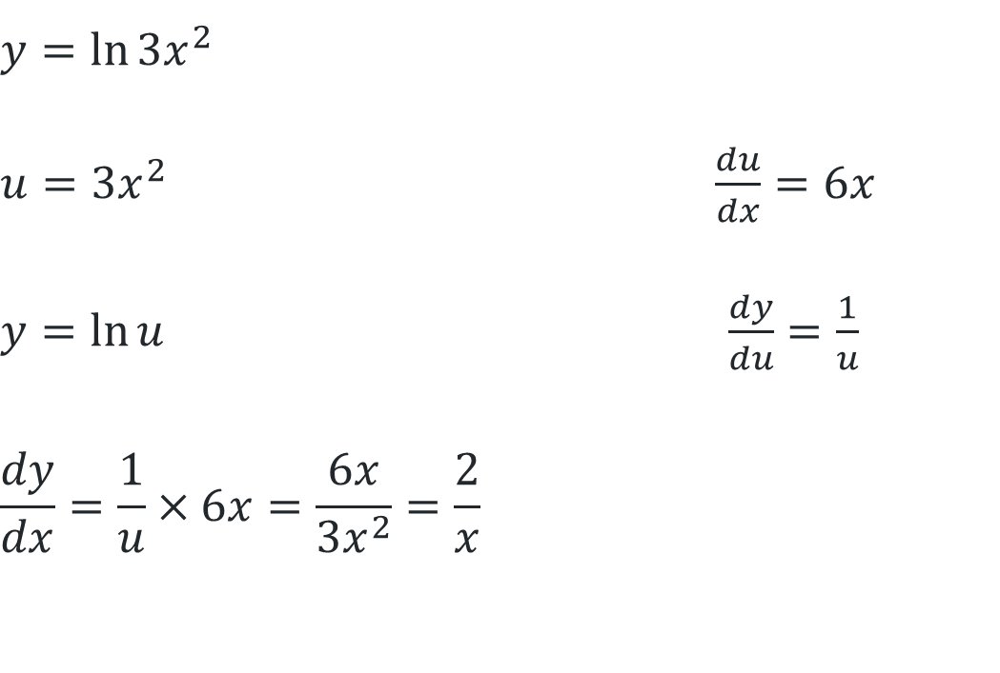 y = ln 3x²
u = 3x² du/dx = 6x
y = ln u dy/du = 1/u
dy/dx = 1/u × 6x = 6x/3x² = 2/x